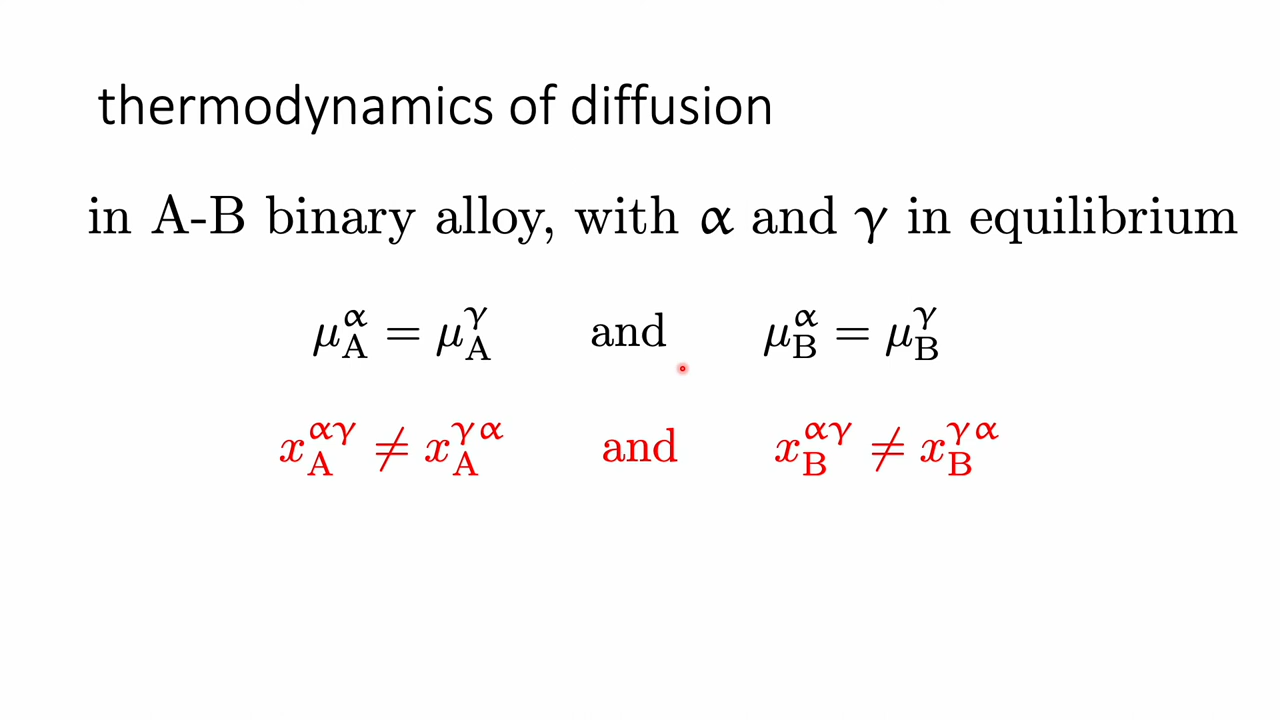 thermodynamics of diffusion
in A-B binary alloy, with α and γ in equilibrium
μ_A^α = μ_A^γ and μ_B^α = μ_B^γ
x_A^{αγ} ≠ x_A^{γα} and x_B^{αγ} ≠ x_B^{γα}